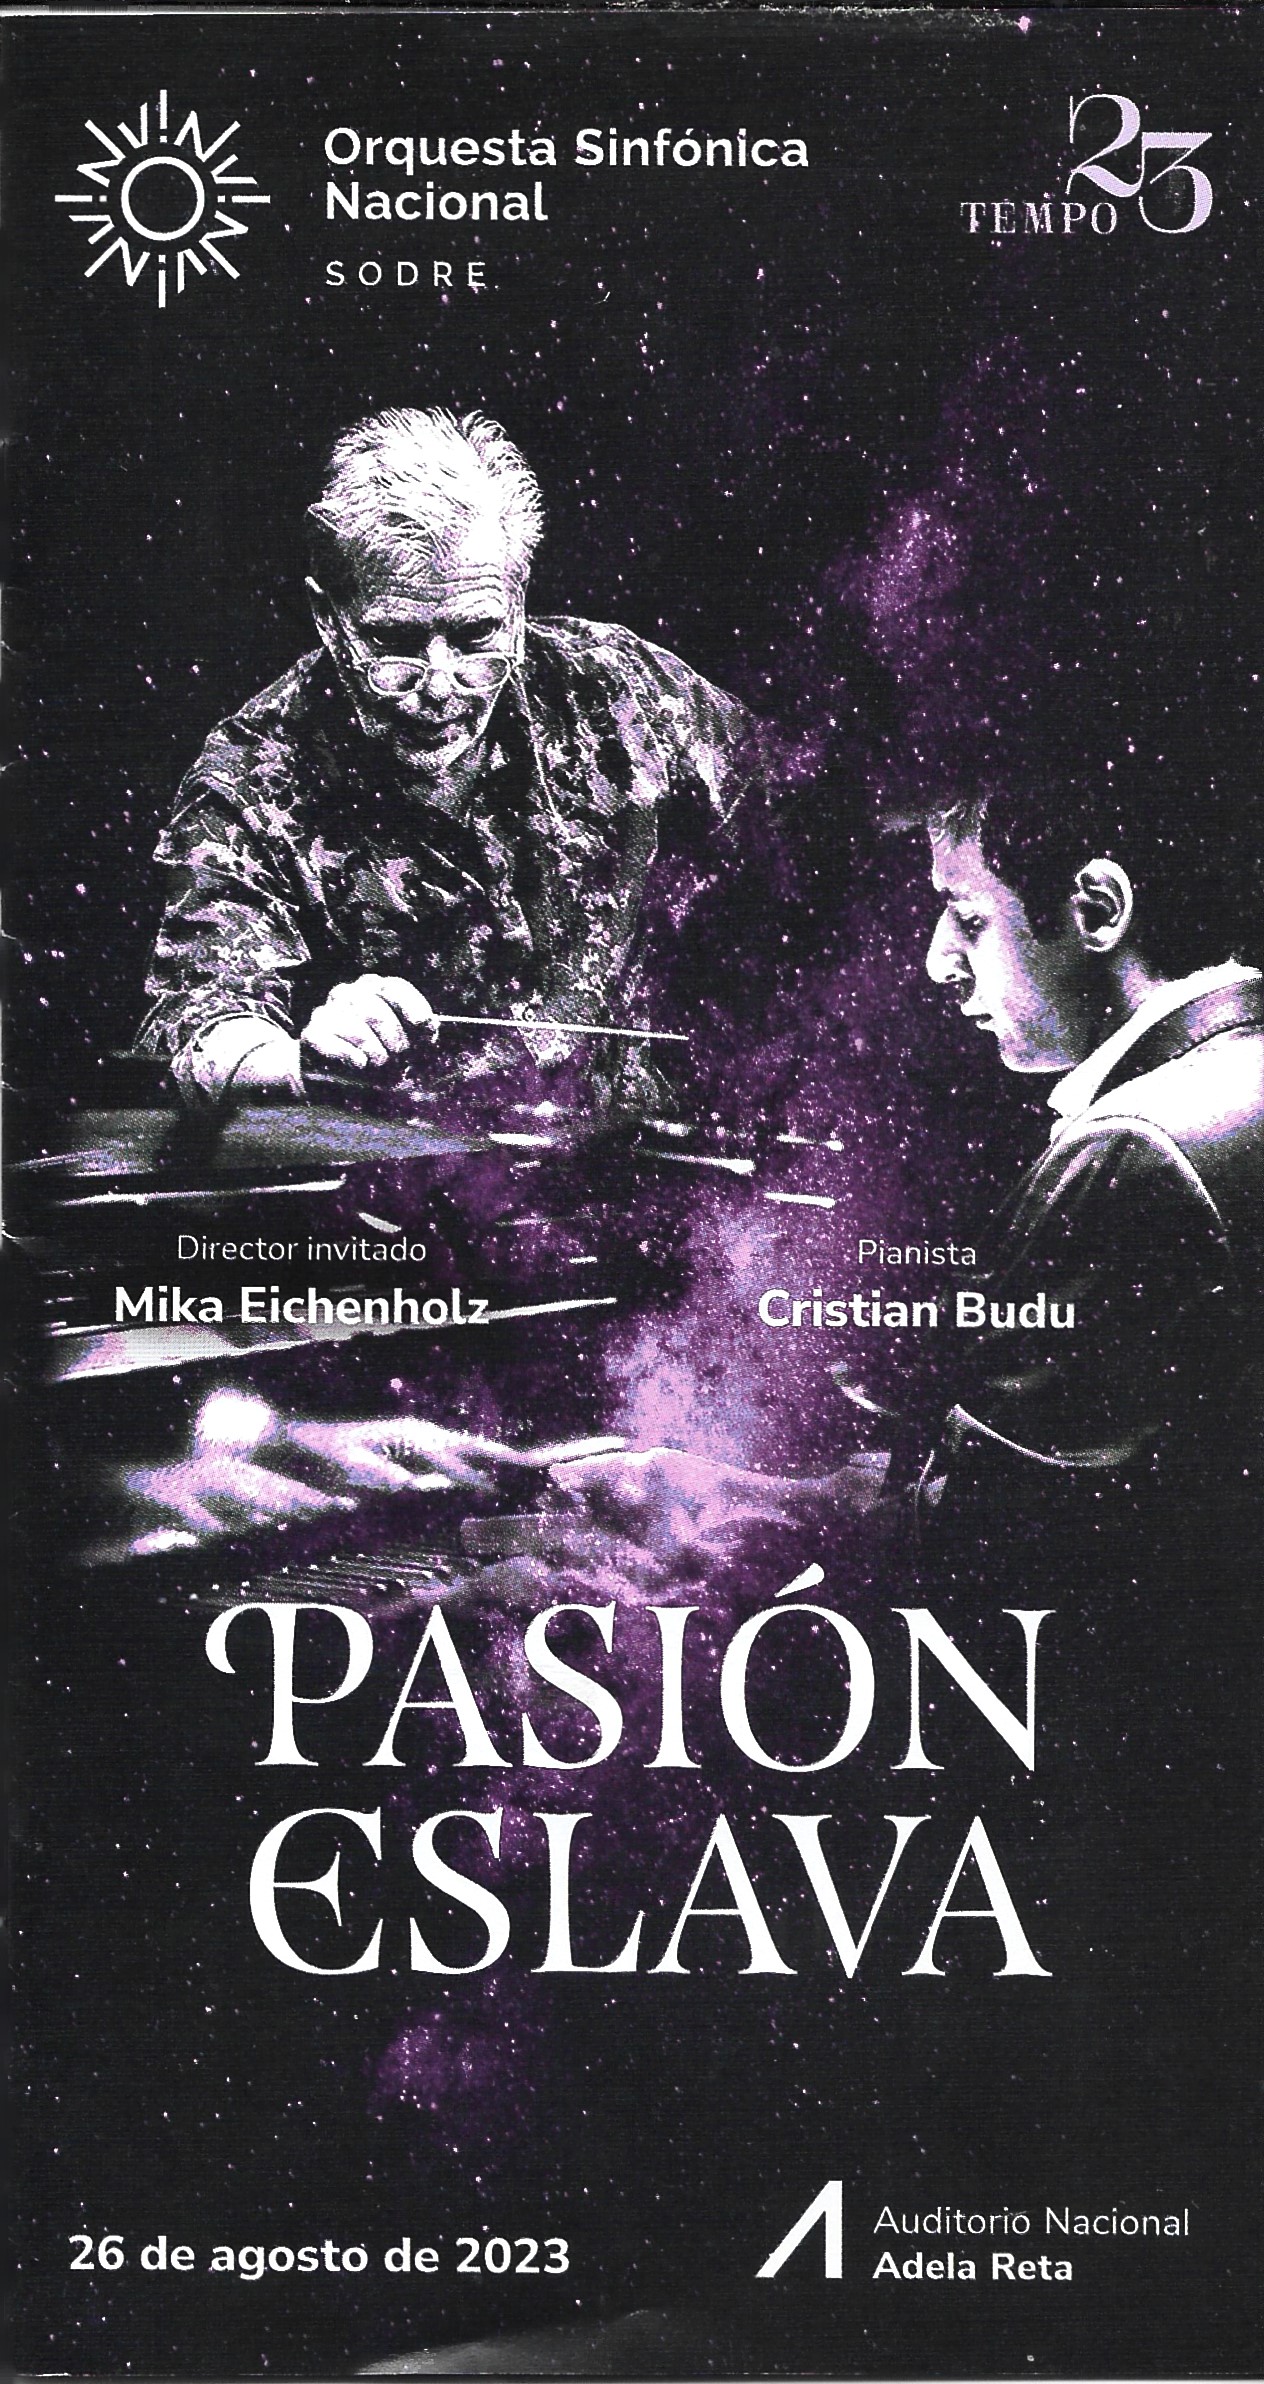 Orquesta Sinfónica
Nacional
SODRE
TEMPO 23
Director invitado
Mika Eichenholz
Pianista
Cristian Budu
PASIÓN
ESLAVA
26 de agosto de 2023
Auditorio Nacional
Adela Reta